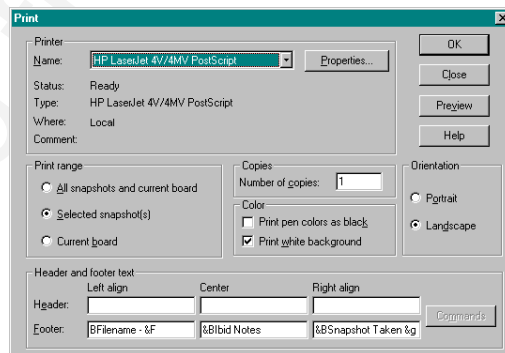 Print
Printer
Name: HP LaserJet 4V/4MV PostScript
Properties...
Status: Ready
Type: HP LaserJet 4V/4MV PostScript
Where: Local
Comment:
OK
Close
Preview
Help
Print range
All snapshots and current board
Selected snapshot(s)
Current board
Copies
Number of copies: 1
Color
Print pen colors as black
Print white background
Orientation
Portrait
Landscape
Header and footer text
Left align Center Right align
Header:
Footer: BFilename - &F &BIbid Notes &BSnapshot Taken &g
Commands